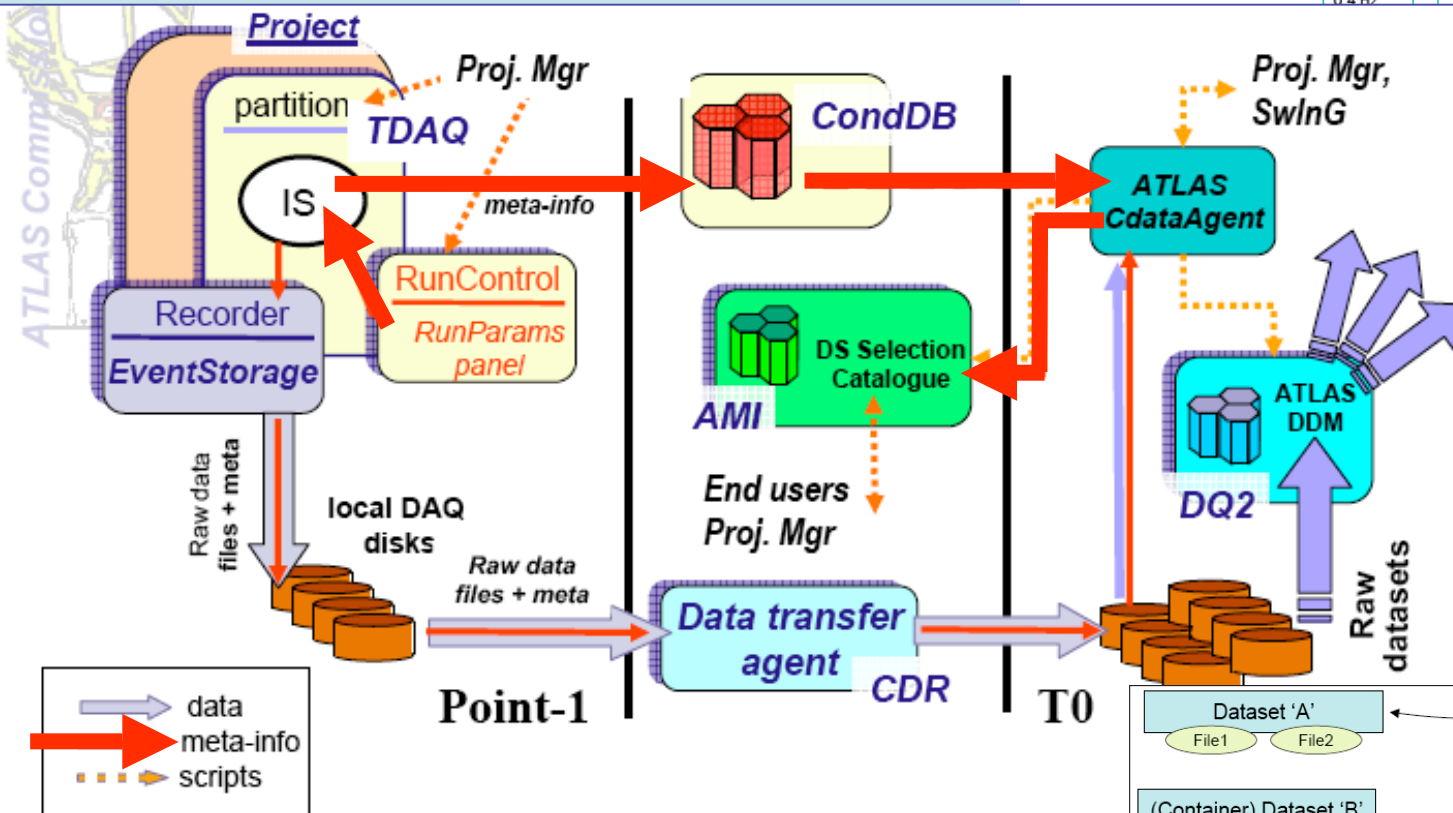 ATLAS Commission
Project
Proj. Mgr
partition
TDAQ
IS
meta-info
RunControl
RunParams
panel
Recorder
EventStorage
Raw data
files + meta
local DAQ
disks
Raw data
files + meta
Point-1
CondDB
DS Selection
Catalogue
AMI
End users
Proj. Mgr
Data transfer
agent
CDR
Proj. Mgr,
SwInG
ATLAS
CdataAgent
ATLAS
DDM
DQ2
Raw
datasets
T0
data
meta-info
scripts
Dataset ‘A’
File1
File2
(Container) Dataset ‘B’